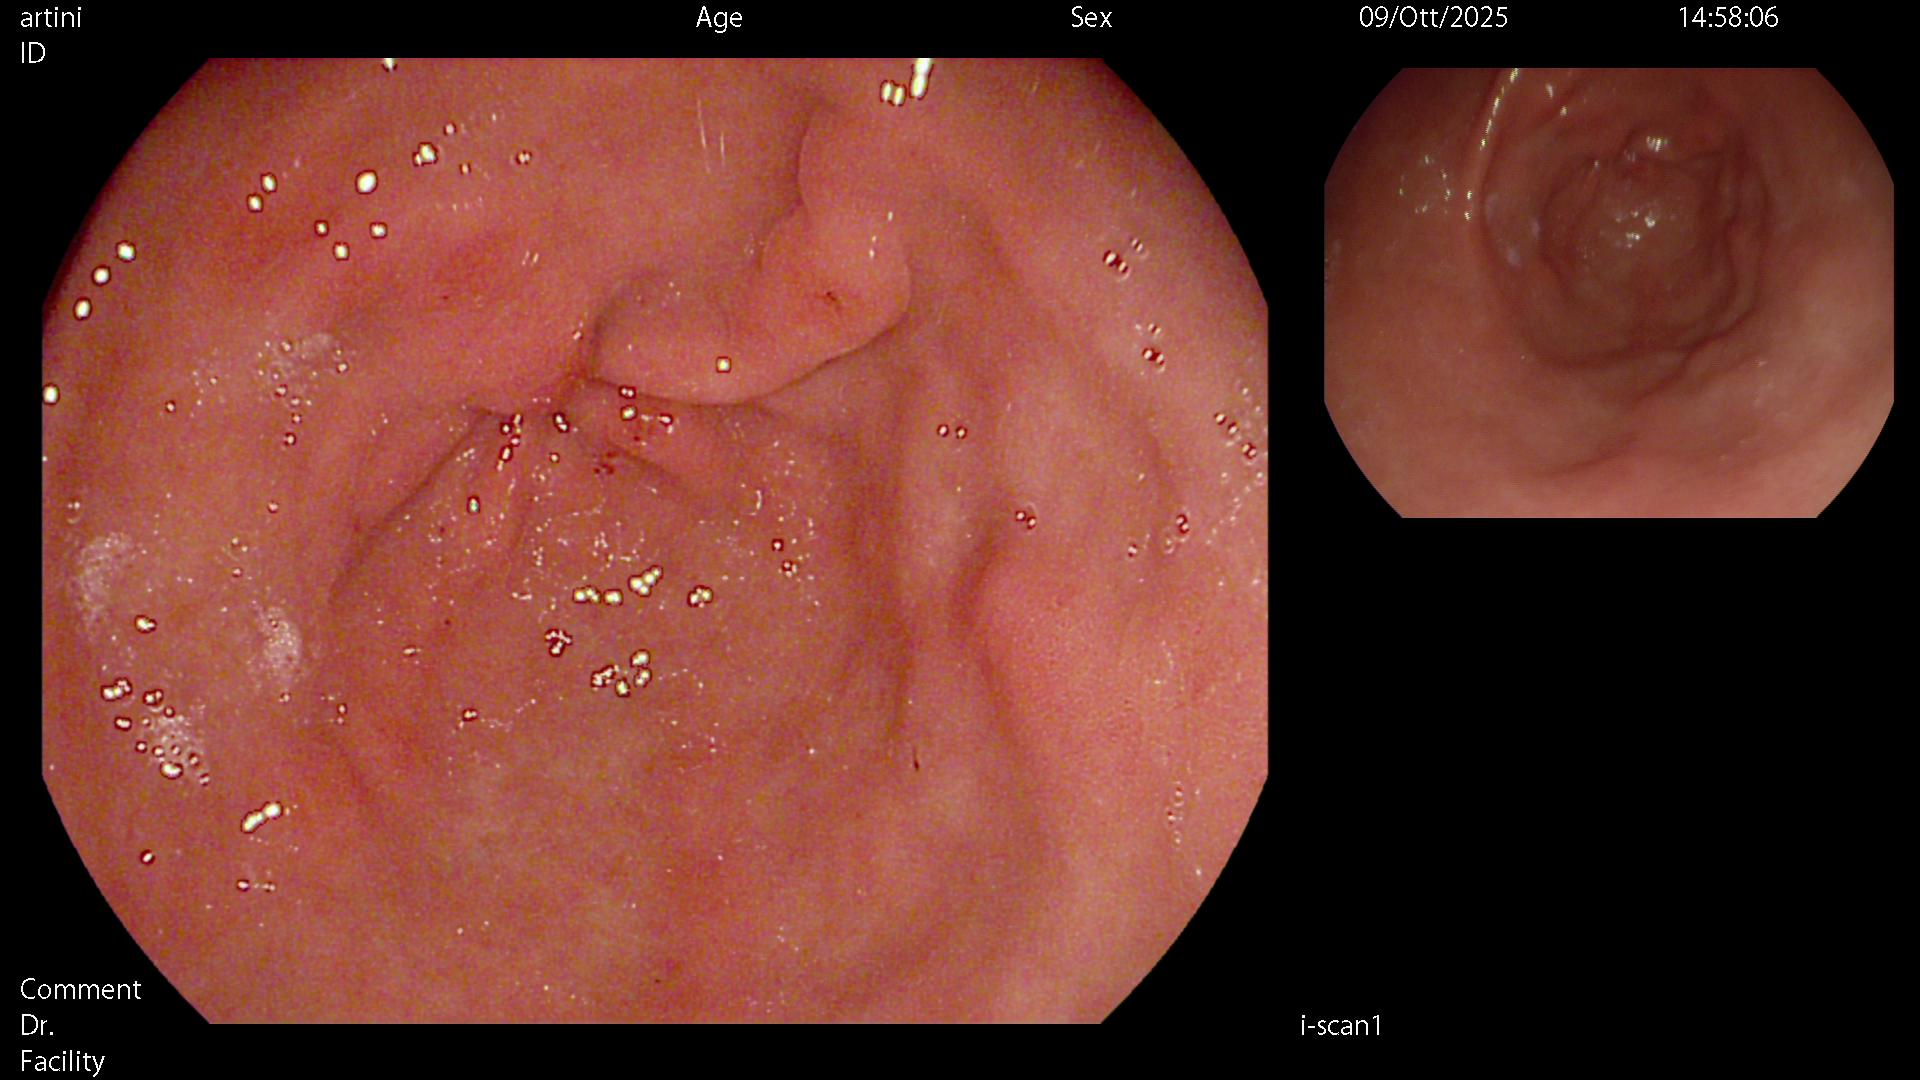 artini Age Sex 09/Ott/2025 14:58:06
ID
Comment
Dr. i-scan1
Facility